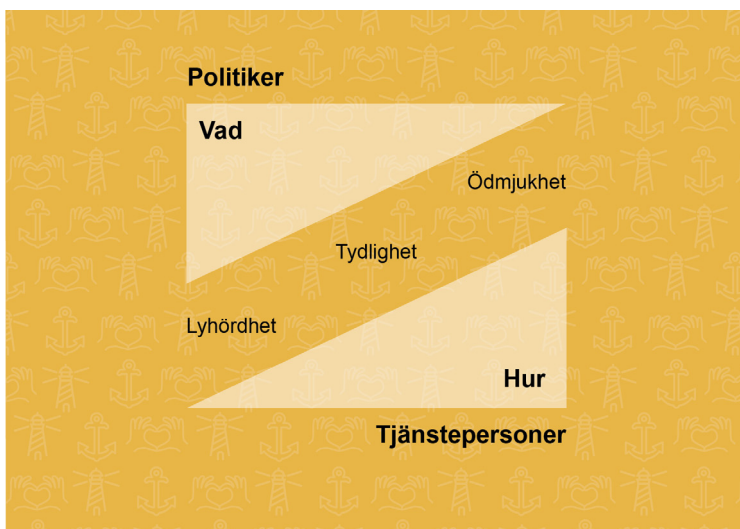 Politiker
Vad
Ödmjukhet
Tydlighet
Lyhördhet
Hur
Tjänstepersoner